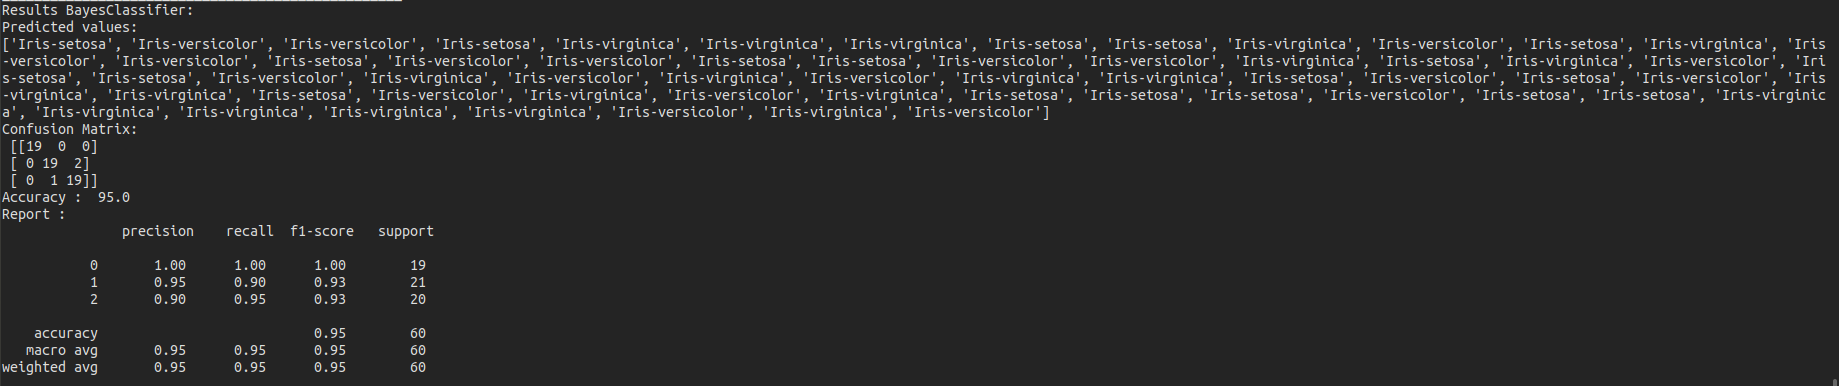 Results BayesClassifier:
Predicted values:
['Iris-setosa', 'Iris-versicolor', 'Iris-versicolor', 'Iris-setosa', 'Iris-virginica', 'Iris-virginica', 'Iris-virginica', 'Iris-setosa', 'Iris-setosa', 'Iris-virginica', 'Iris-versicolor', 'Iris-setosa', 'Iris-virginica', 'Iris
-versicolor', 'Iris-versicolor', 'Iris-setosa', 'Iris-versicolor', 'Iris-setosa', 'Iris-setosa', 'Iris-versicolor', 'Iris-versicolor', 'Iris-virginica', 'Iris-setosa', 'Iris-virginica', 'Iris-versicolor', 'Iri
s-setosa', 'Iris-setosa', 'Iris-versicolor', 'Iris-virginica', 'Iris-versicolor', 'Iris-virginica', 'Iris-versicolor', 'Iris-virginica', 'Iris-virginica', 'Iris-setosa', 'Iris-versicolor', 'Iris-setosa', 'Iris-versicolor', 'Iris
-virginica', 'Iris-virginica', 'Iris-setosa', 'Iris-versicolor', 'Iris-virginica', 'Iris-versicolor', 'Iris-virginica', 'Iris-setosa', 'Iris-setosa', 'Iris-setosa', 'Iris-versicolor', 'Iris-setosa', 'Iris-setosa', 'Iris-virginic
a', 'Iris-virginica', 'Iris-virginica', 'Iris-virginica', 'Iris-virginica', 'Iris-versicolor', 'Iris-virginica', 'Iris-versicolor']
Confusion Matrix:
[[19  0  0]
[ 0 19  2]
[ 0  1 19]]
Accuracy :  95.0
Report :
precision    recall  f1-score   support
0       1.00      1.00      1.00        19
1       0.95      0.90      0.93        21
2       0.90      0.95      0.93        20
accuracy                           0.95        60
macro avg       0.95      0.95      0.95        60
weighted avg       0.95      0.95      0.95        60